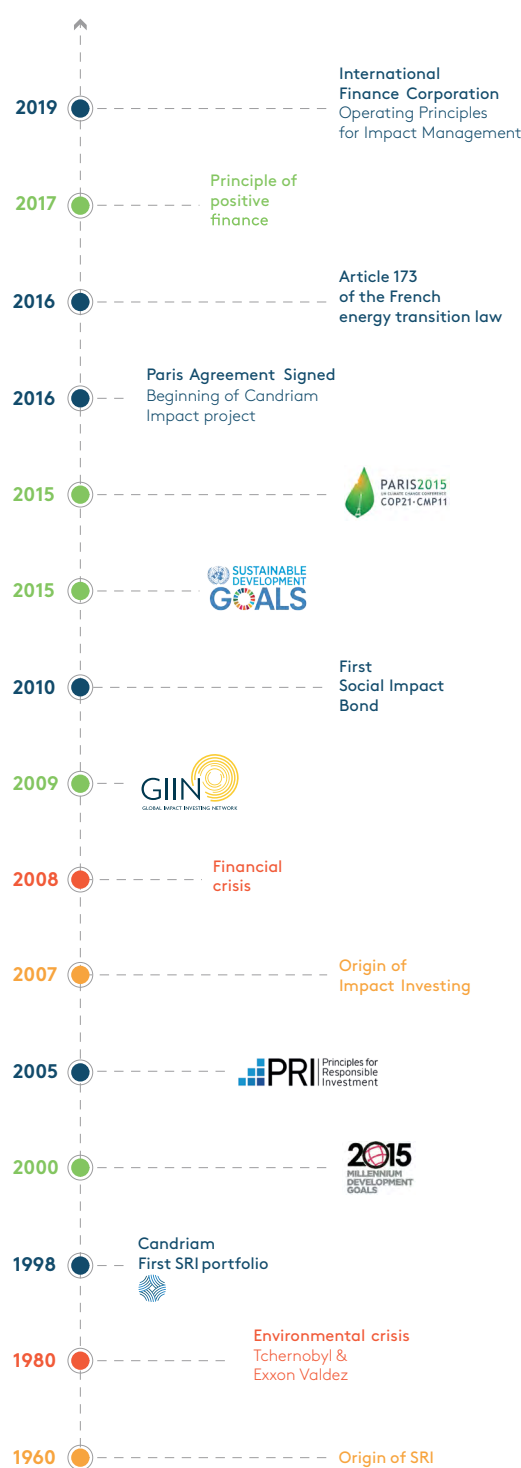 2019
International
Finance Corporation
Operating Principles
for Impact Management
2017
Principle of
positive
finance
2016
Article 173
of the French
energy transition law
2016
Paris Agreement Signed
Beginning of Candriam
Impact project
2015
PARIS2015
UN CLIMATE CHANGE CONFERENCE
COP21·CMP11
2015
SUSTAINABLE
DEVELOPMENT
GOALS
2010
First
Social Impact
Bond
2009
GIIN
GLOBAL IMPACT INVESTING NETWORK
2008
Financial
crisis
2007
Origin of
Impact Investing
2005
PRI
Principles for
Responsible
Investment
2000
2015
MILLENNIUM
DEVELOPMENT
GOALS
1998
Candriam
First SRI portfolio
1980
Environmental crisis
Tchernobyl &
Exxon Valdez
1960
Origin of SRI